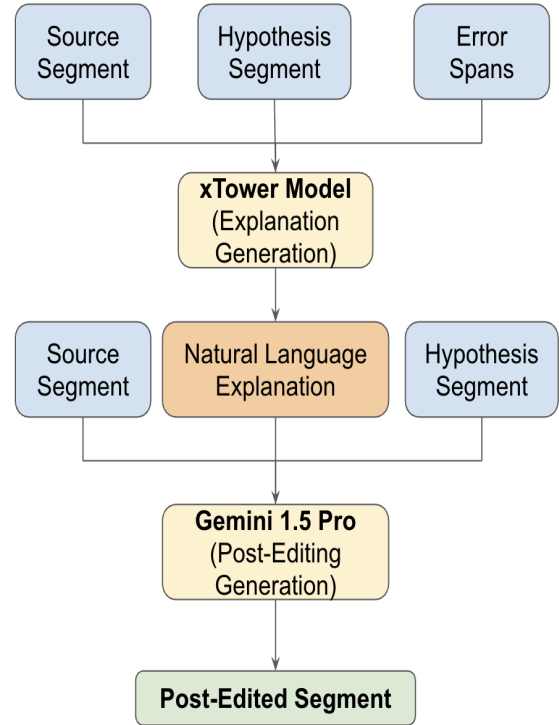 Source
Segment
Hypothesis
Segment
Error
Spans
xTower Model
(Explanation
Generation)
Source
Segment
Natural Language
Explanation
Hypothesis
Segment
Gemini 1.5 Pro
(Post-Editing
Generation)
Post-Edited Segment